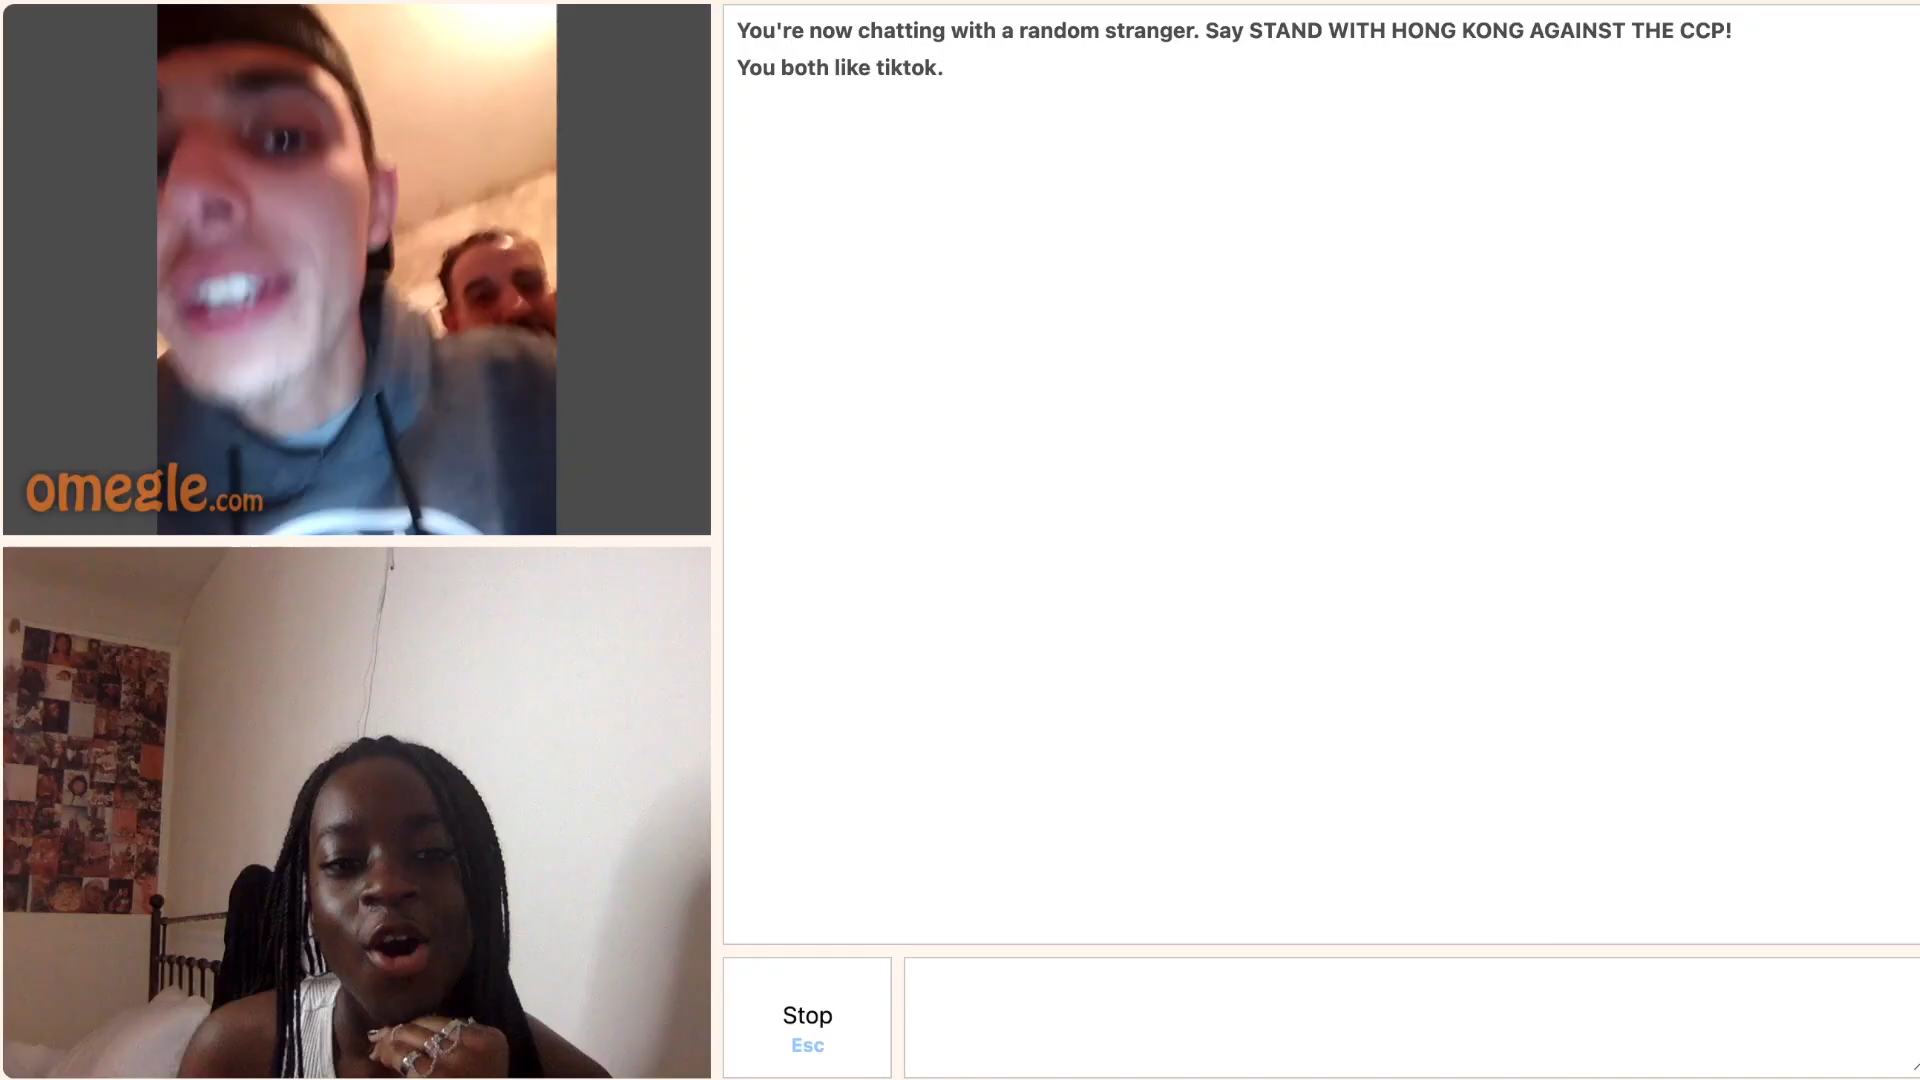 You're now chatting with a random stranger. Say STAND WITH HONG KONG AGAINST THE CCP!
You both like tiktok.
omegle.com
Stop
Esc